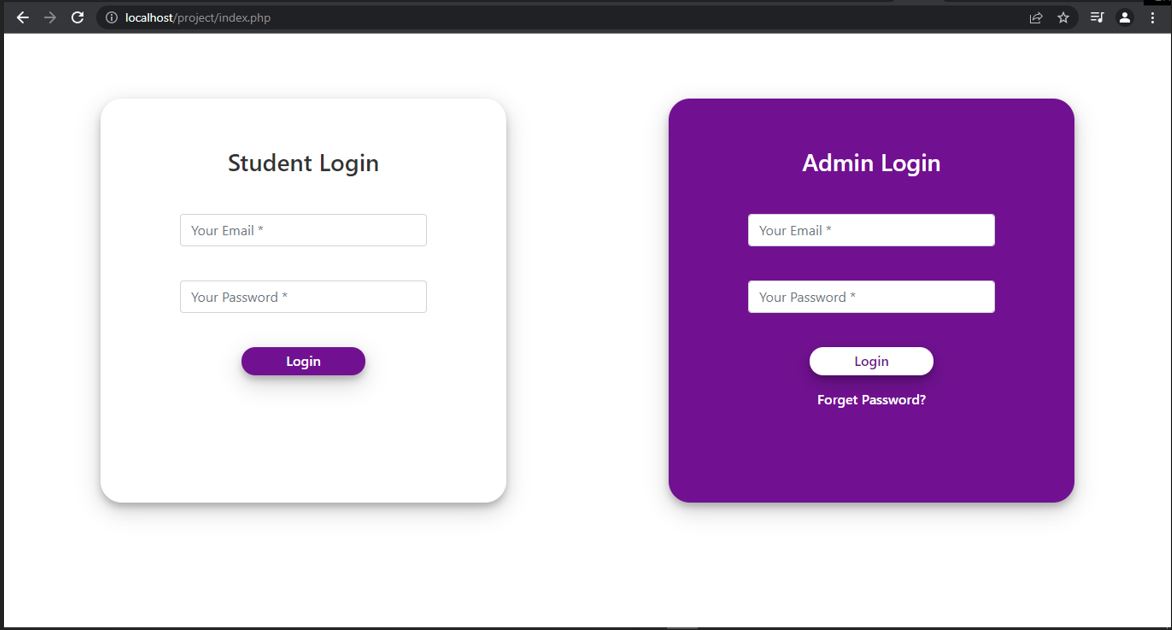 localhost/project/index.php
Student Login
Your Email *
Your Password *
Login
Admin Login
Your Email *
Your Password *
Login
Forget Password?